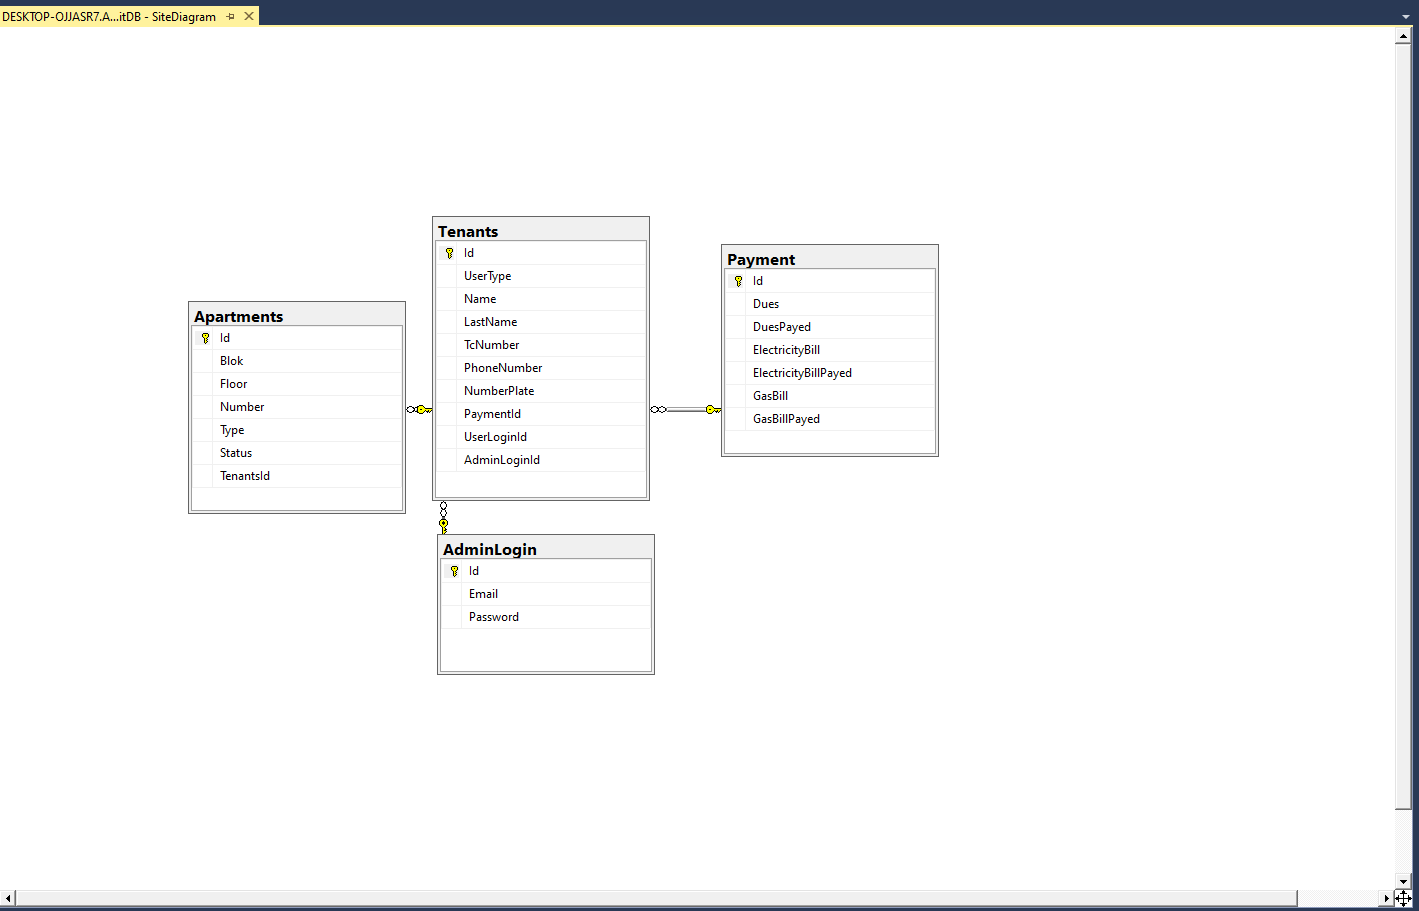 DESKTOP-OJJASR7.A...itDB - SiteDiagram
Tenants
Id
UserType
Name
LastName
TcNumber
PhoneNumber
NumberPlate
PaymentId
UserLoginId
AdminLoginId
Payment
Id
Dues
DuesPayed
ElectricityBill
ElectricityBillPayed
GasBill
GasBillPayed
Apartments
Id
Blok
Floor
Number
Type
Status
TenantsId
AdminLogin
Id
Email
Password